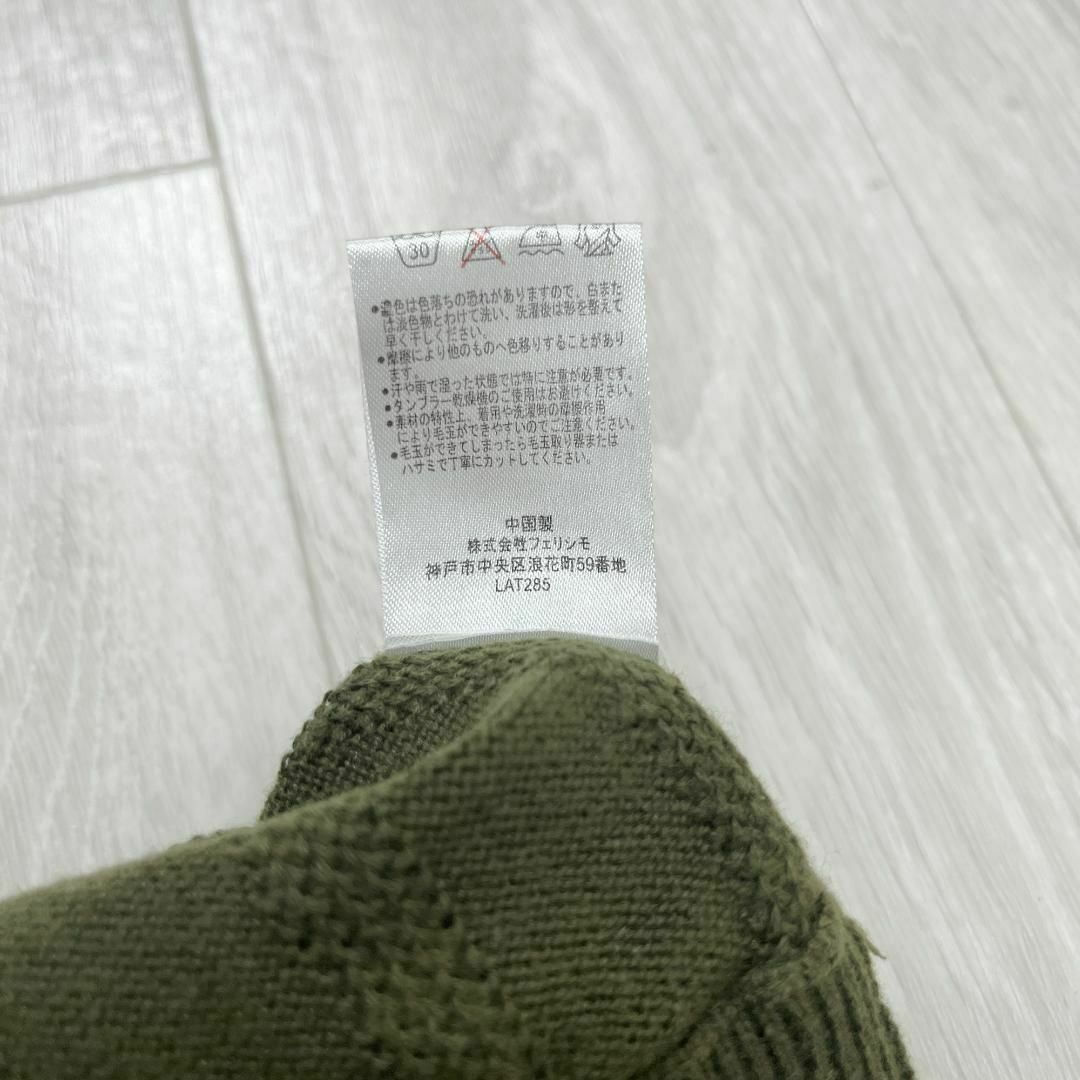 30
●濃色は色落ちの恐れがありますので、白また
は淡色物とわけて洗い、洗濯後は形を整えて
早く干しください。
●摩擦により他のものへ色移りすることがあり
ます。
●汗や雨で湿った状態では特に注意が必要です。
●タンブラー乾燥機のご使用はお避けください。
●素材の特性上、着用や洗濯時の摩擦作用
により毛玉ができやすいのでご注意ください。
●毛玉ができてしまったら毛玉取り器または
ハサミで丁寧にカットしてください。
中国製
株式会社フェリシモ
神戸市中央区浪花町59番地
LAT285